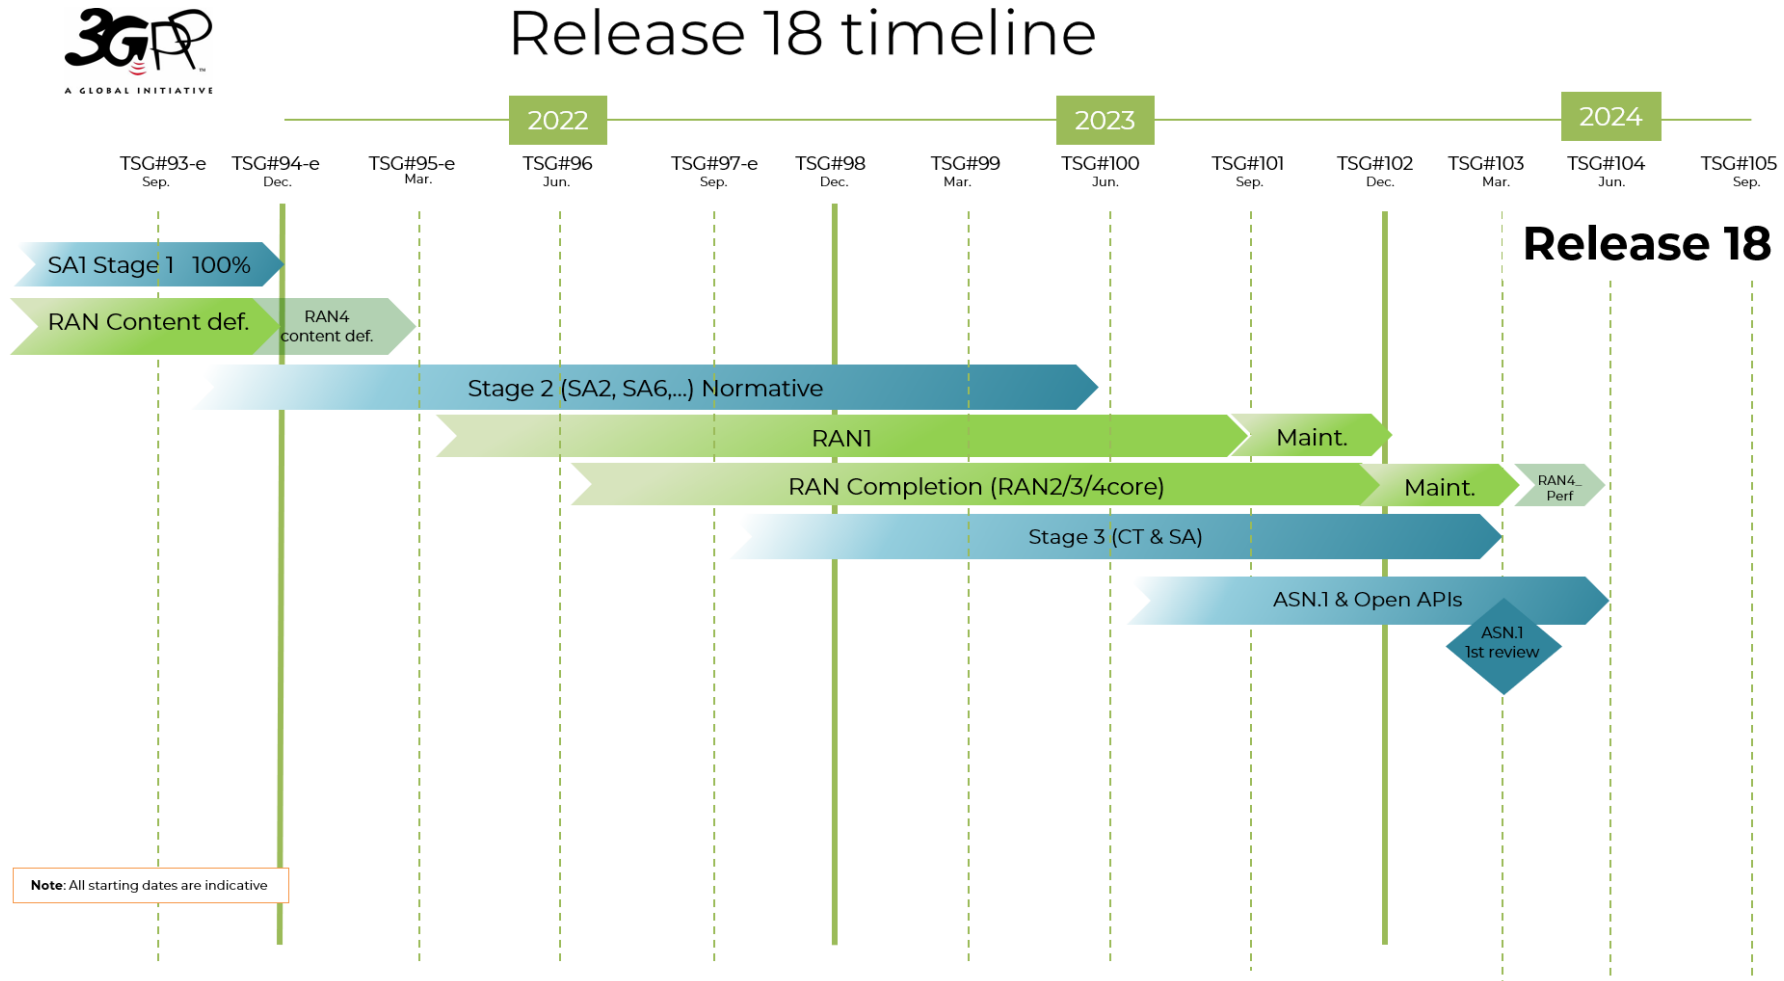 3GPP
™
A GLOBAL INITIATIVE
Release 18 timeline
2022
2023
2024
TSG#93-e
Sep.
TSG#94-e
Dec.
TSG#95-e
Mar.
TSG#96
Jun.
TSG#97-e
Sep.
TSG#98
Dec.
TSG#99
Mar.
TSG#100
Jun.
TSG#101
Sep.
TSG#102
Dec.
TSG#103
Mar.
TSG#104
Jun.
TSG#105
Sep.
Release 18
SA1 Stage 1 100%
RAN Content def.
RAN4
content def.
Stage 2 (SA2, SA6,...) Normative
RAN1
Maint.
RAN Completion (RAN2/3/4core)
Maint.
RAN4_
Perf
Stage 3 (CT & SA)
ASN.1 & Open APIs
ASN.1
1st review
Note: All starting dates are indicative